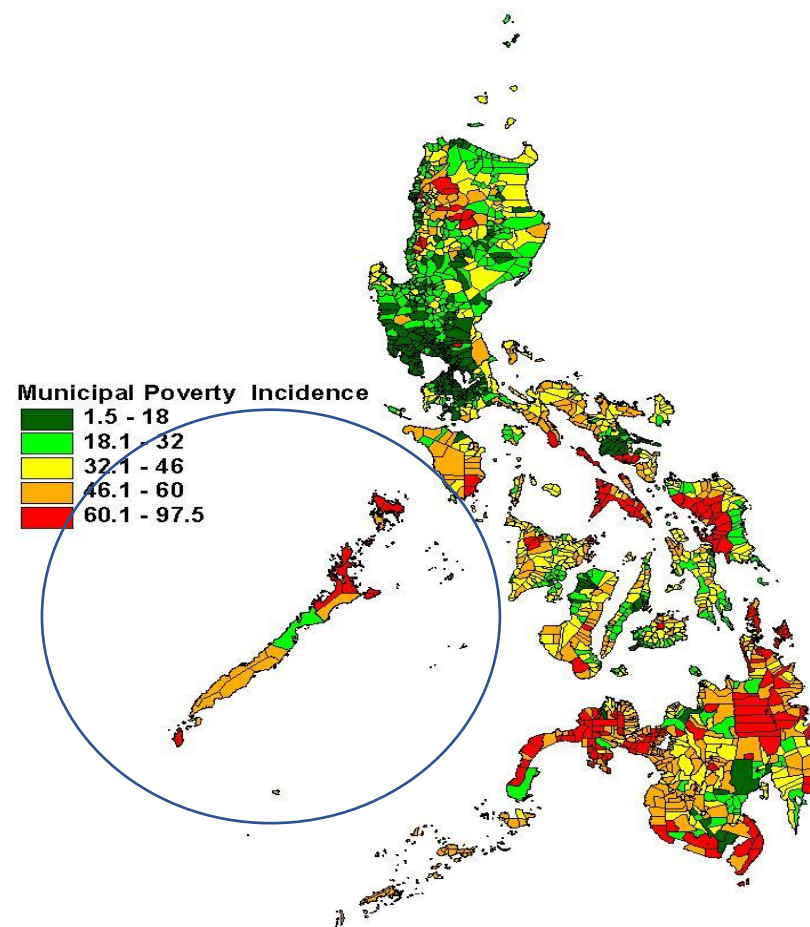 Municipal Poverty Incidence
1.5 - 18
18.1 - 32
32.1 - 46
46.1 - 60
60.1 - 97.5